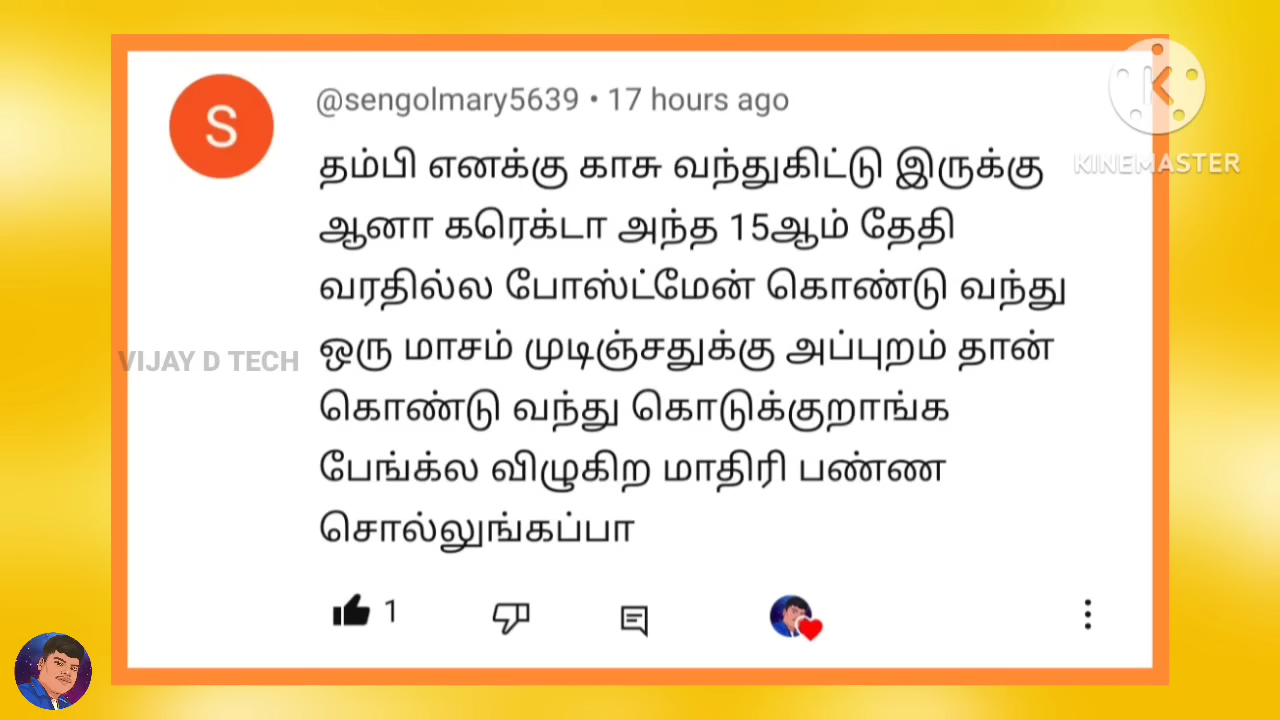 S
@sengolmary5639 • 17 hours ago
தம்பி எனக்கு காசு வந்துகிட்டு இருக்கு
ஆனா கரெக்டா அந்த 15ஆம் தேதி
வரதில்ல போஸ்ட்மேன் கொண்டு வந்து
ஒரு மாசம் முடிஞ்சதுக்கு அப்புறம் தான்
கொண்டு வந்து கொடுக்குறாங்க
பேங்க்ல விழுகிற மாதிரி பண்ண
சொல்லுங்கப்பா
1
K
KINEMASTER
VIJAY D TECH